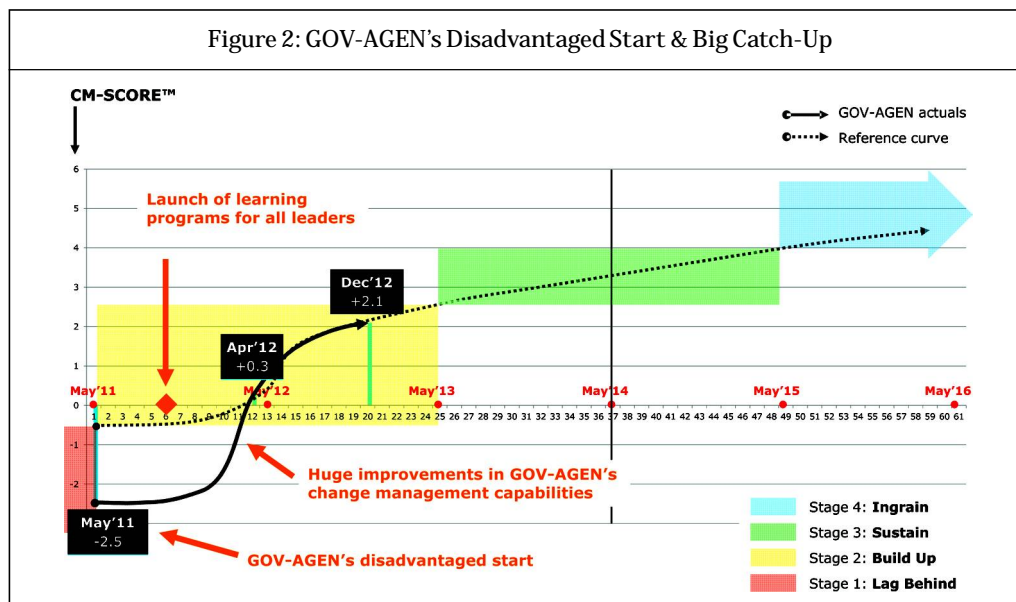 Figure 2: GOV-AGEN's Disadvantaged Start & Big Catch-Up
CM-SCORE™
GOV-AGEN actuals
Reference curve
6
5
4
3
2
1
0
-1
-2
Launch of learning
programs for all leaders
Dec'12
+2.1
Apr'12
+0.3
May'11
May'12
May'13
May'14
May'15
May'16
1 2 3 4 5 6 7 8 9 10 11 12 13 14 15 16 17 18 19 20 21 22 23 24 25 26 27 28 29 30 31 32 33 34 35 36 37 38 39 40 41 42 43 44 45 46 47 48 49 50 51 52 53 54 55 56 57 58 59 60 61
Huge improvements in GOV-AGEN's
change management capabilities
May'11
-2.5
GOV-AGEN's disadvantaged start
Stage 4: Ingrain
Stage 3: Sustain
Stage 2: Build Up
Stage 1: Lag Behind